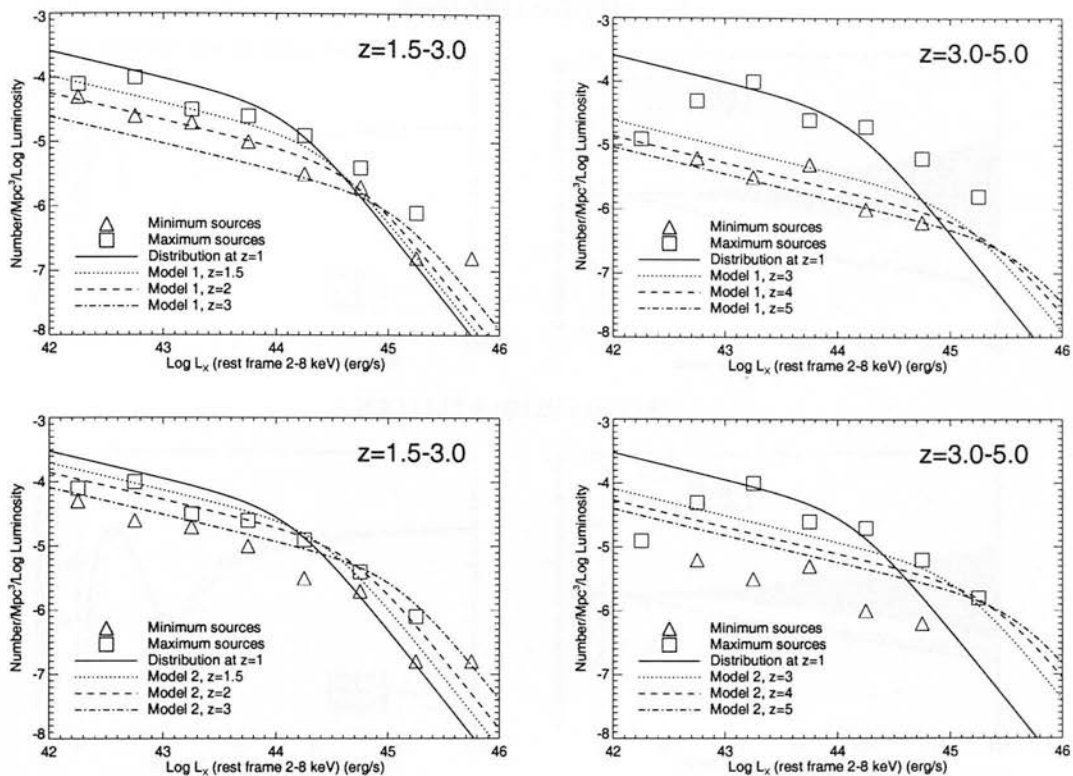 z=1.5-3.0
Number/Mpc³/Log Luminosity
-3
-4
-5
-6
-7
-8
Minimum sources
Maximum sources
Distribution at z=1
Model 1, z=1.5
Model 1, z=2
Model 1, z=3
42 43 44 45 46
Log Lx (rest frame 2-8 keV) (erg/s)
z=3.0-5.0
Number/Mpc³/Log Luminosity
-3
-4
-5
-6
-7
-8
Minimum sources
Maximum sources
Distribution at z=1
Model 1, z=3
Model 1, z=4
Model 1, z=5
42 43 44 45 46
Log Lx (rest frame 2-8 keV) (erg/s)
z=1.5-3.0
Number/Mpc³/Log Luminosity
-3
-4
-5
-6
-7
-8
Minimum sources
Maximum sources
Distribution at z=1
Model 2, z=1.5
Model 2, z=2
Model 2, z=3
42 43 44 45 46
Log Lx (rest frame 2-8 keV) (erg/s)
z=3.0-5.0
Number/Mpc³/Log Luminosity
-3
-4
-5
-6
-7
-8
Minimum sources
Maximum sources
Distribution at z=1
Model 2, z=3
Model 2, z=4
Model 2, z=5
42 43 44 45 46
Log Lx (rest frame 2-8 keV) (erg/s)